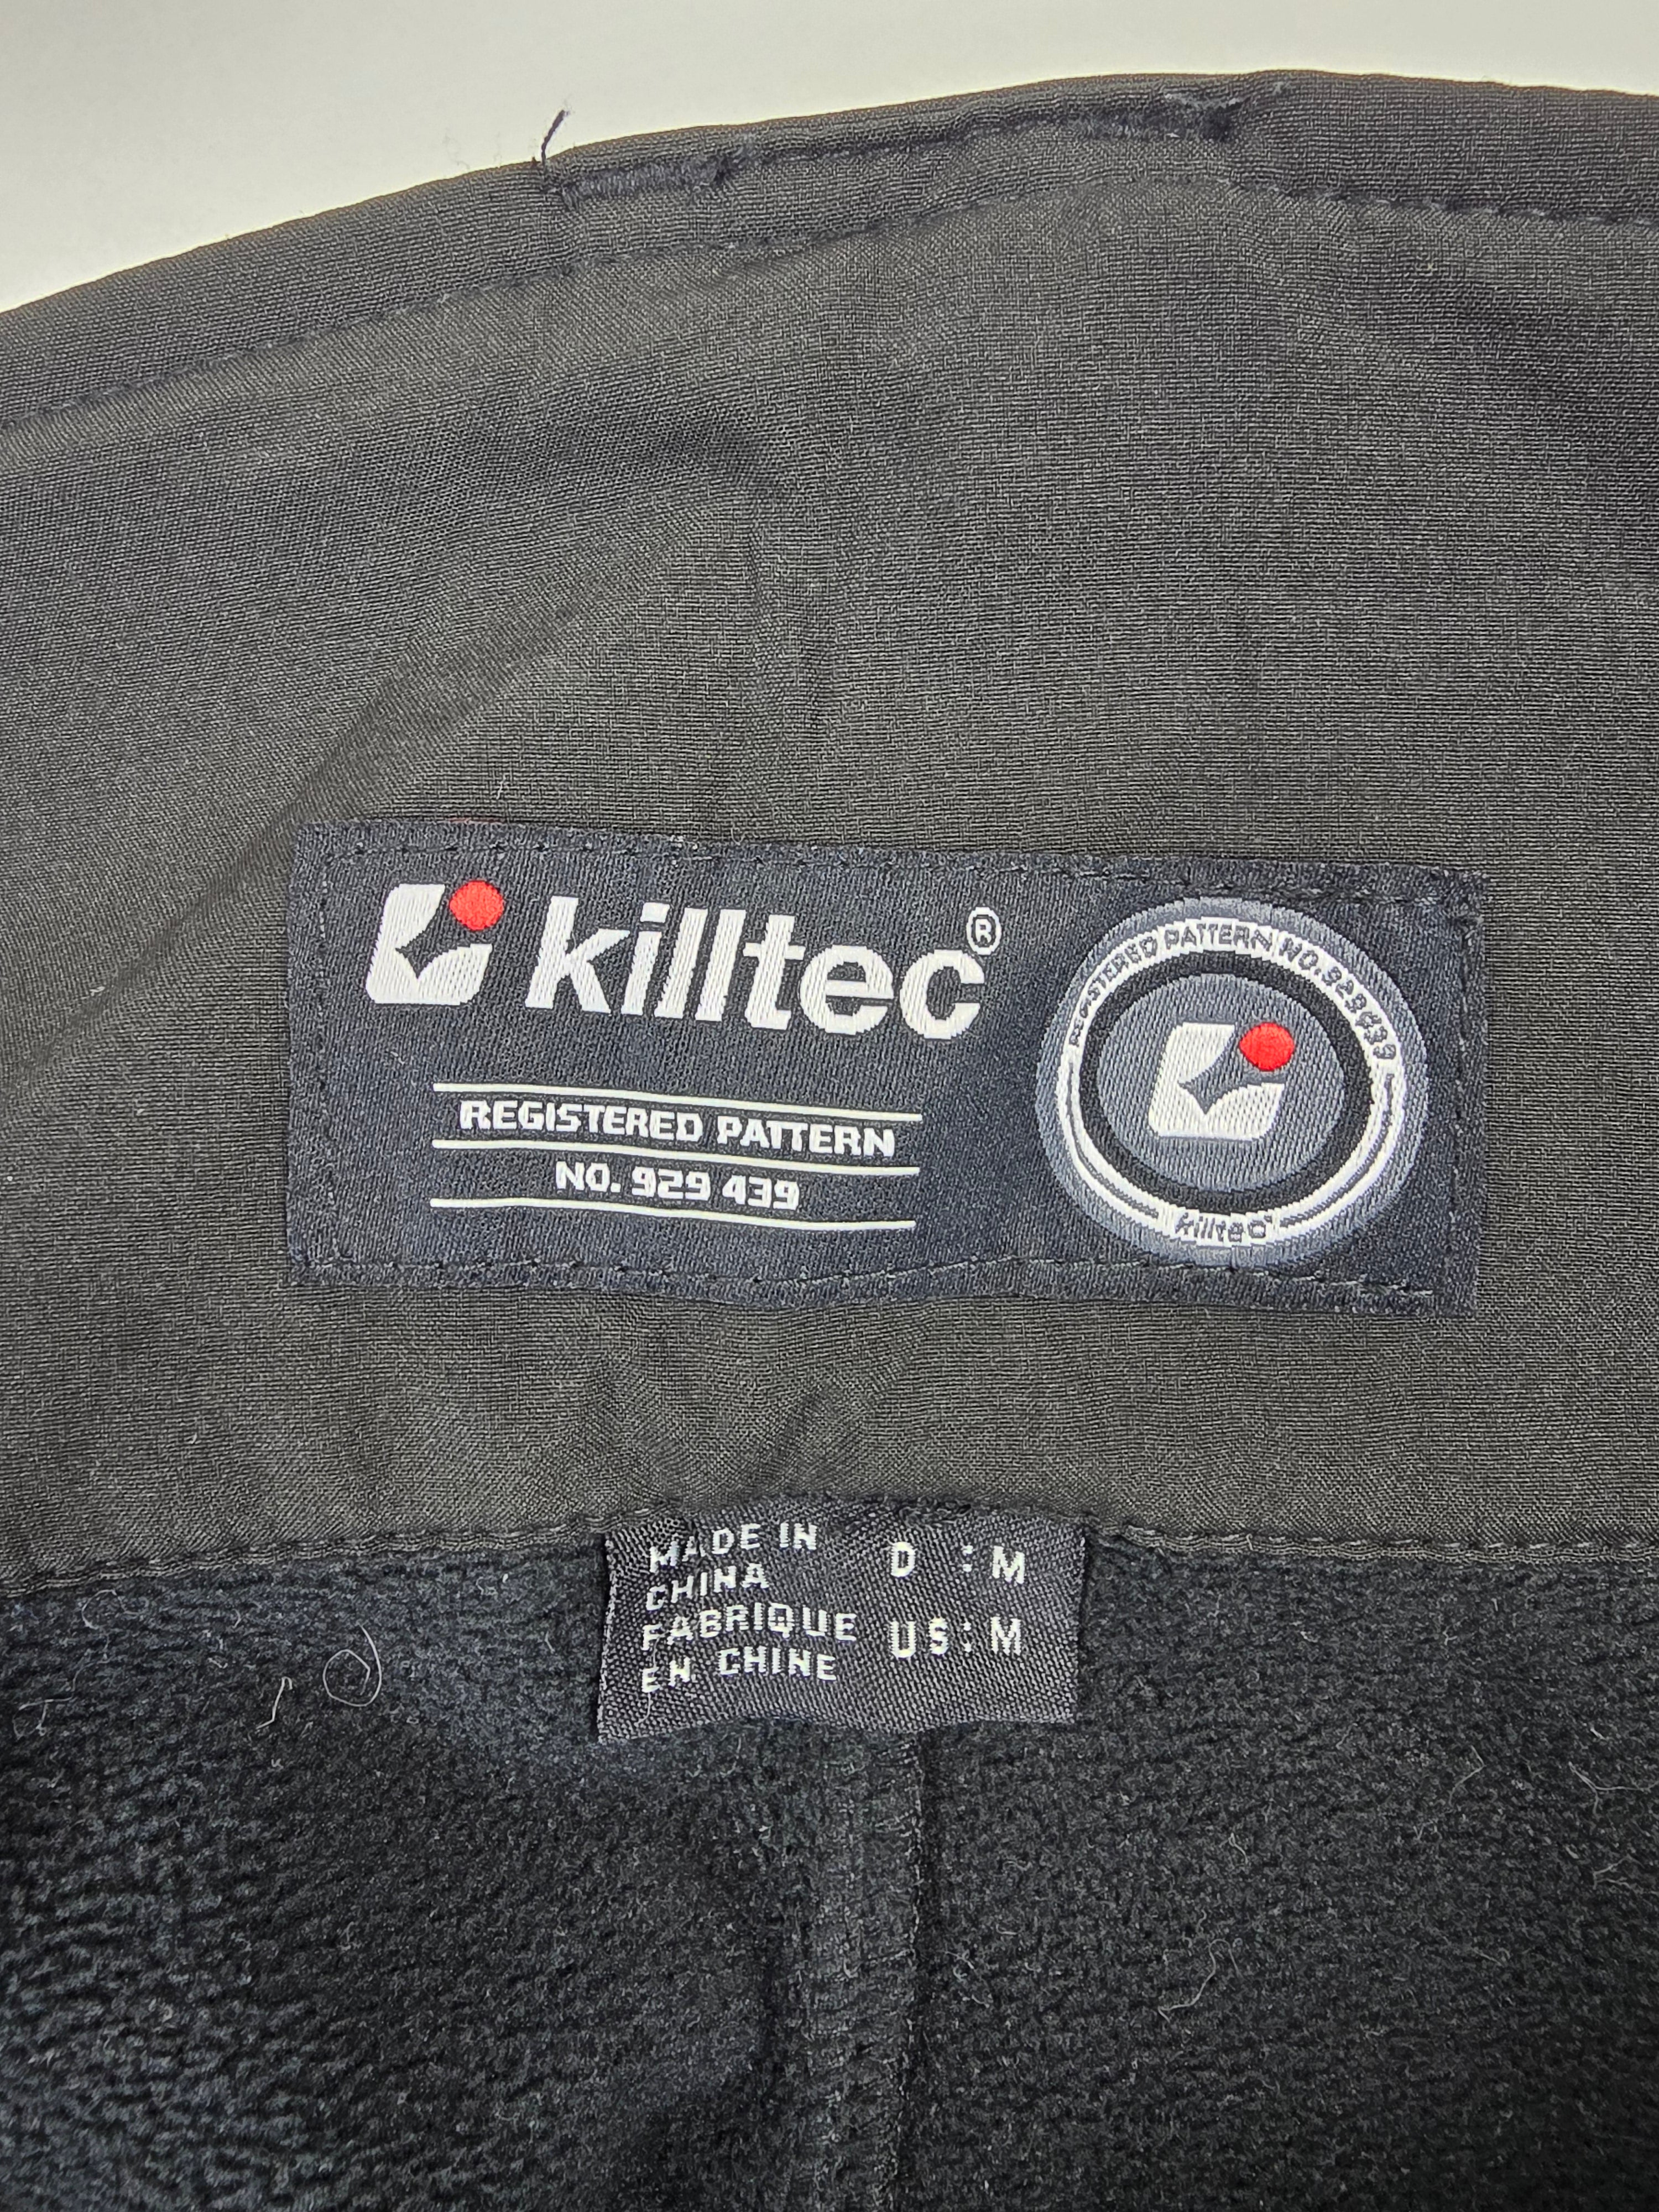 killtec®
REGISTERED PATTERN
NO. 929 439
REGISTERED PATTERN NO.929439
killtec®
MADE IN
CHINA
FABRIQUE
EN CHINE
D : M
US : M